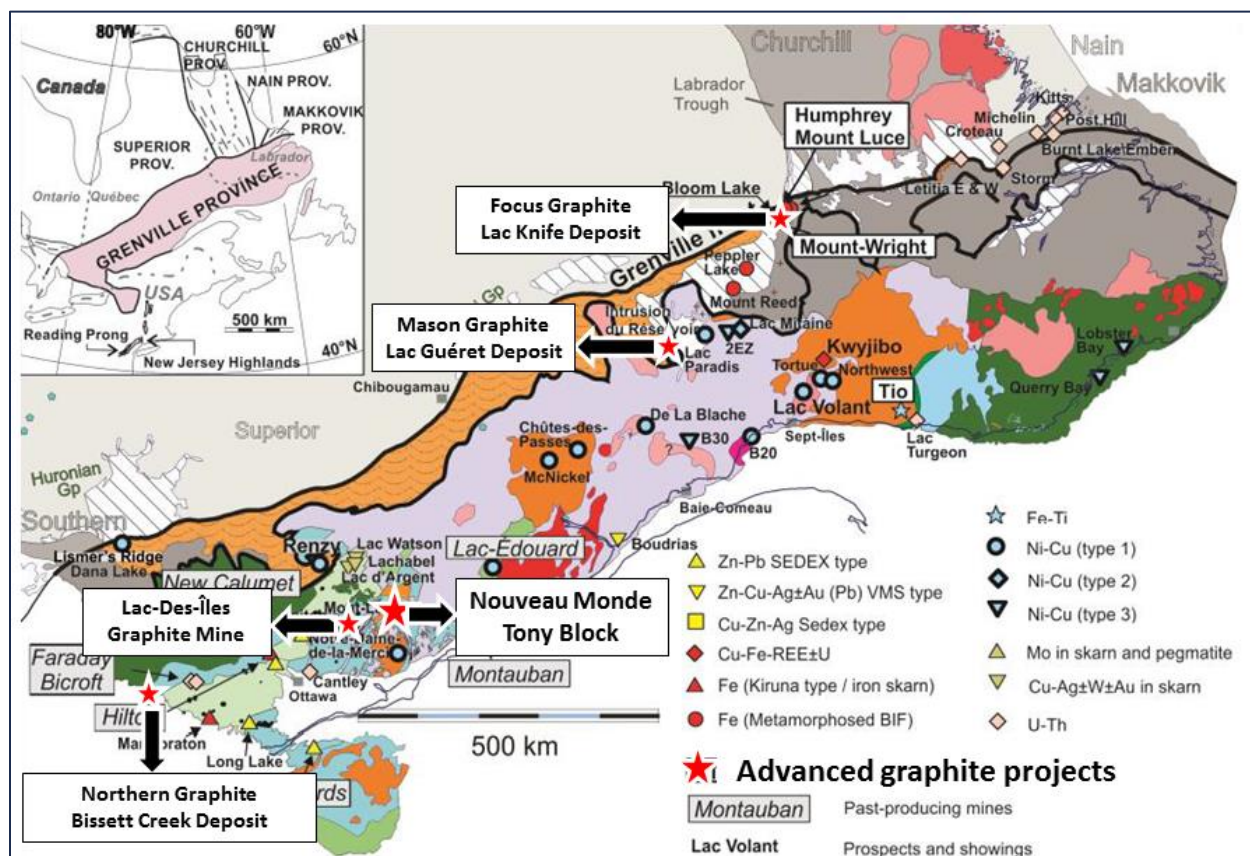 80°W
60°W
60°N
CHURCHILL
PROV.
Canada
NAIN PROV.
MAKKOVIK
PROV.
SUPERIOR
PROV.
Labrador
Ontario
Québec
GRENVILLE PROVINCE
USA
500 km
Reading Prong
New Jersey
Highlands
40°N
Churchill
Nain
Makkovik
Labrador
Trough
Kitts
Michelin
Post Hill
Croteau
Burnt Lake Emben
Humphrey
Mount Luce
Storm
Letitia E & W
Bloom Lake
Focus Graphite
Lac Knife Deposit
Mount-Wright
Grenville
Peppler
Lake
Mount Reed
Gp
Intrusion
du Rése voir
Lac Mitaine
Mason Graphite
Lac Guéret Deposit
2EZ
Lac
Paradis
Lobster
Bay
Kwyjibo
Tortue
Northwest
Querry Bay
Chibougamau
Tio
Lac Volant
De La Blache
Superior
Chûtes-des-
Passes
B30
Sept-Îles
Lac
Turgeon
B20
McNickel
Huronian
Gp
Baie-Comeau
Southern
Lismer's Ridge
Dana Lake
Renzy
Lac Watson
Lachabel
Lac d'Argent
Lac-Édouard
Boudrias
New Calumet
Lac-Des-Îles
Graphite Mine
Nouveau Monde
Tony Block
Notre-Dame-
de-la-Merci
Faraday
Bicroft
Cantley
Ottawa
Montauban
Long Lake
500 km
Northern Graphite
Bissett Creek Deposit
Fe-Ti
Ni-Cu (type 1)
Ni-Cu (type 2)
Ni-Cu (type 3)
Zn-Pb SEDEX type
Zn-Cu-Ag±Au (Pb) VMS type
Cu-Zn-Ag Sedex type
Cu-Fe-REE±U
Fe (Kiruna type / iron skarn)
Fe (Metamorphosed BIF)
Mo in skarn and pegmatite
Cu-Ag±W±Au in skarn
U-Th
Advanced graphite projects
Montauban
Past-producing mines
Lac Volant
Prospects and showings